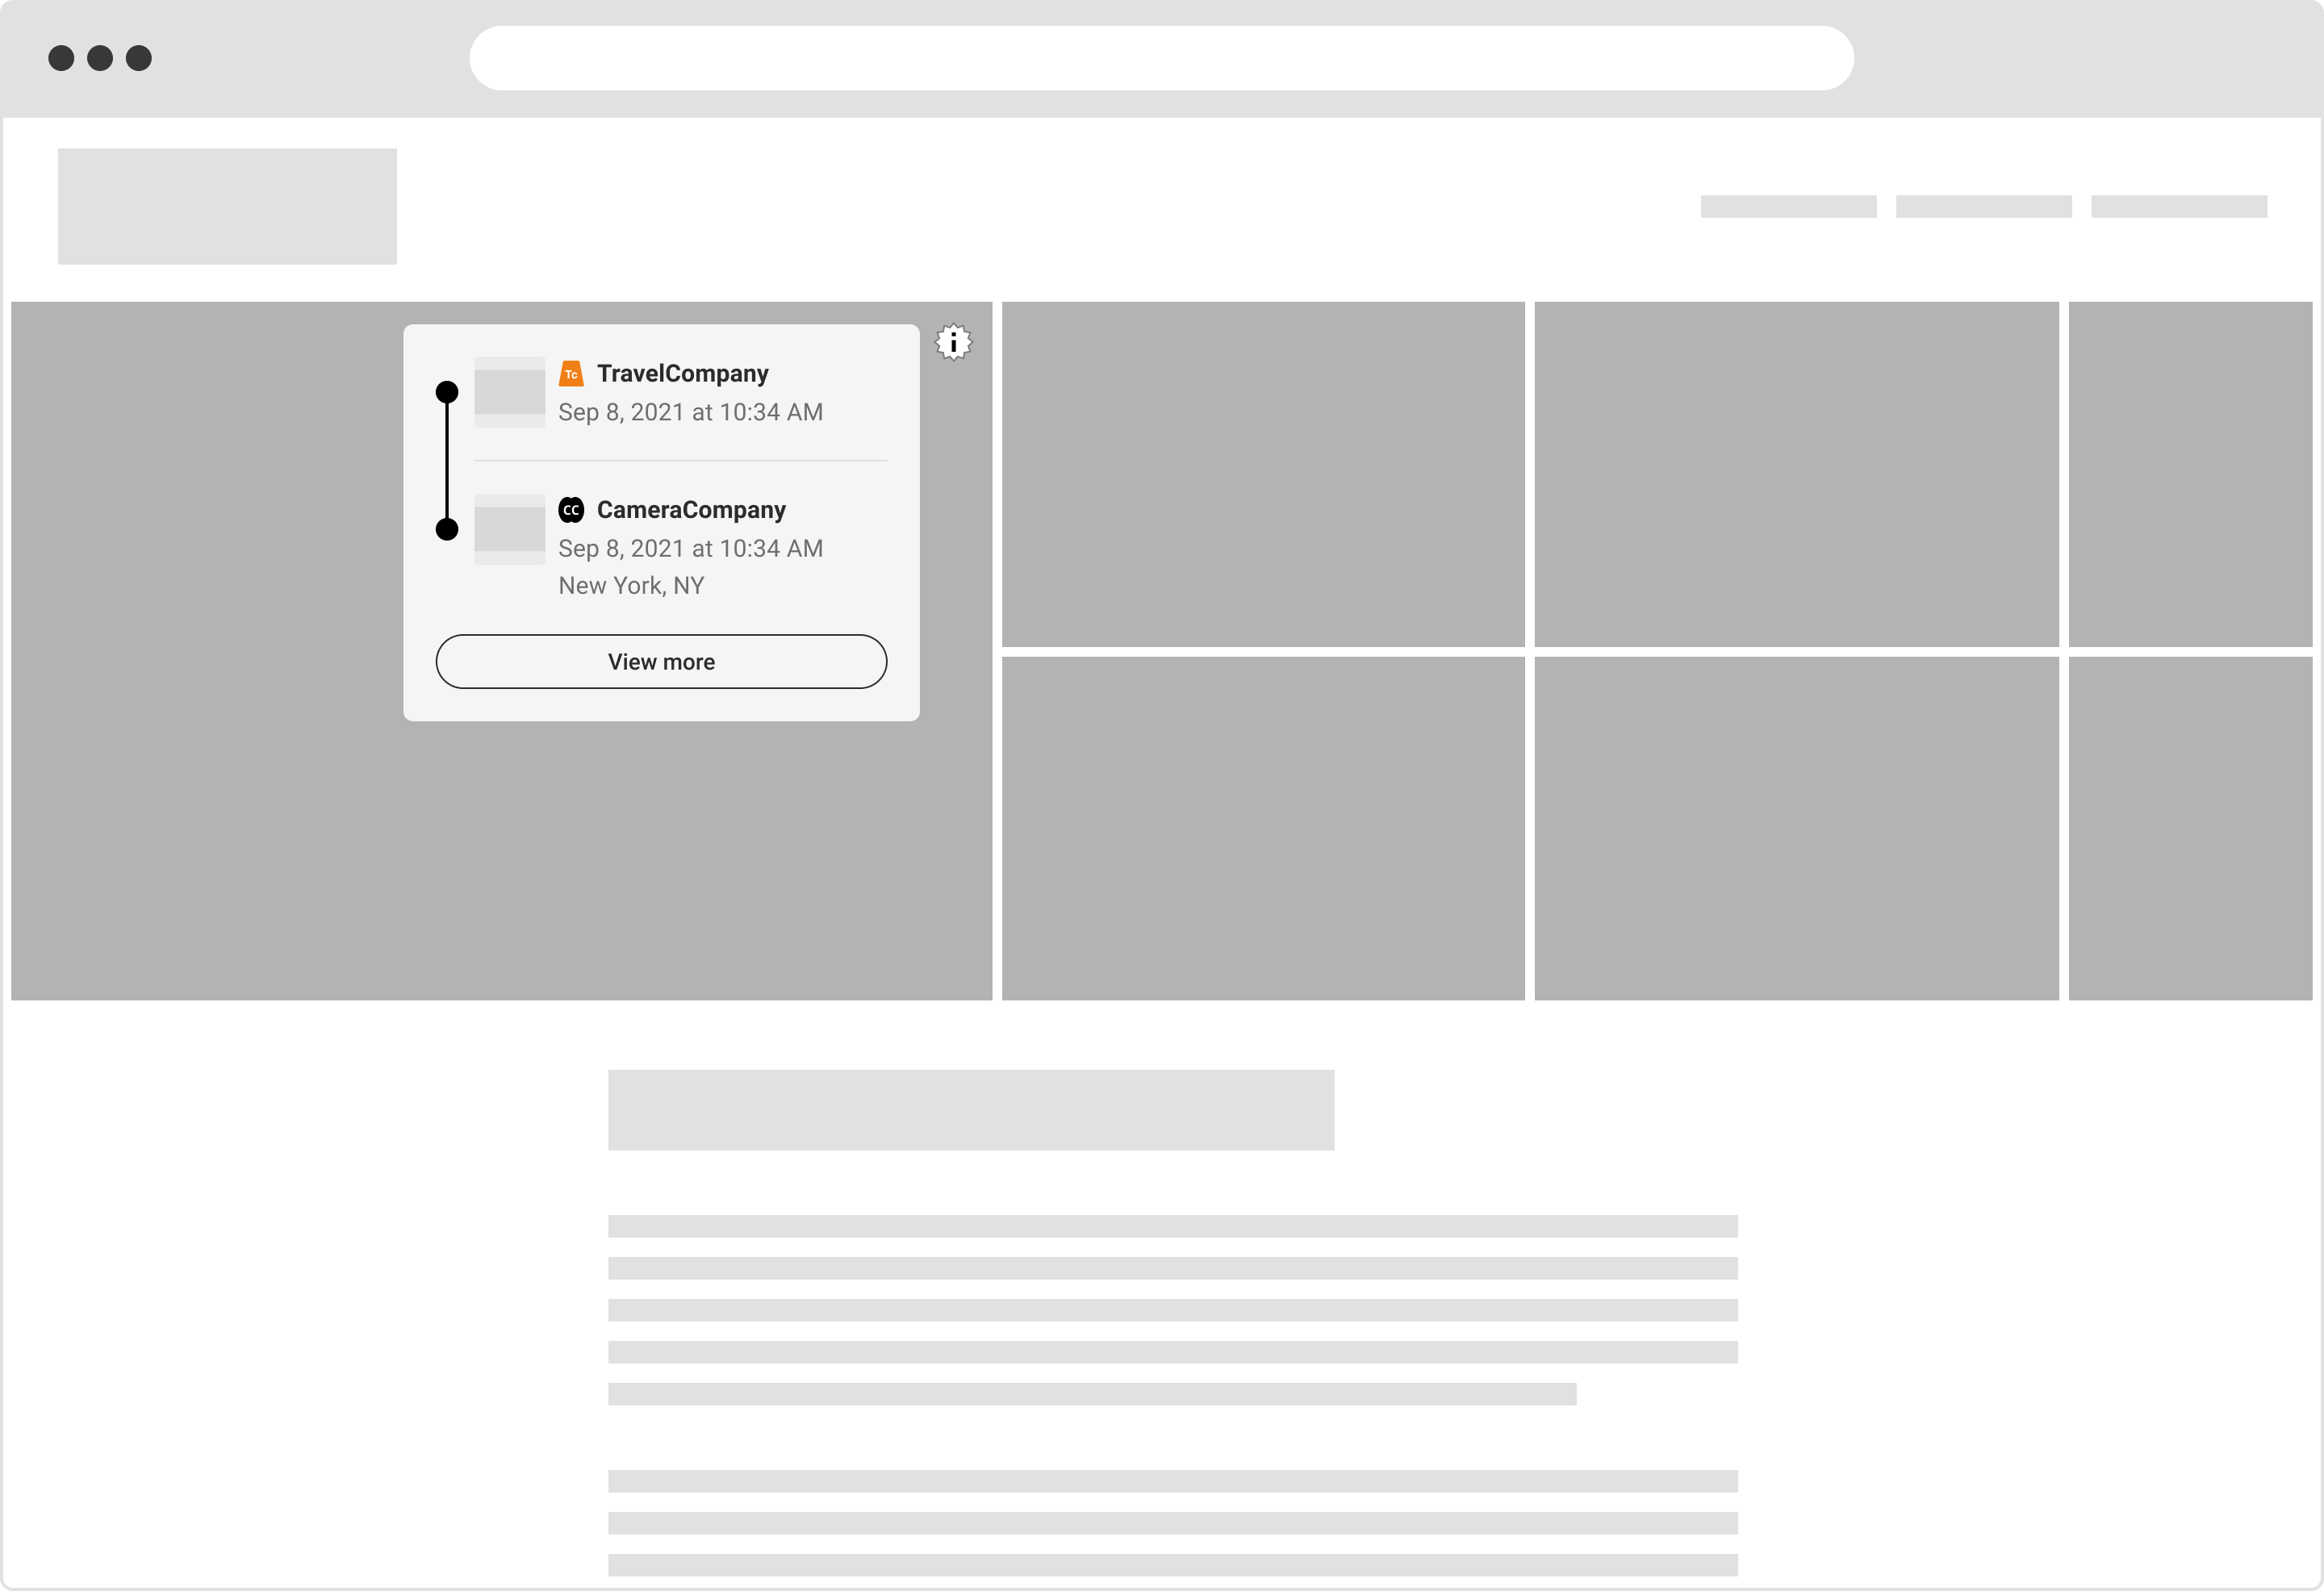 i
Tc TravelCompany
Sep 8, 2021 at 10:34 AM
CC CameraCompany
Sep 8, 2021 at 10:34 AM
New York, NY
View more